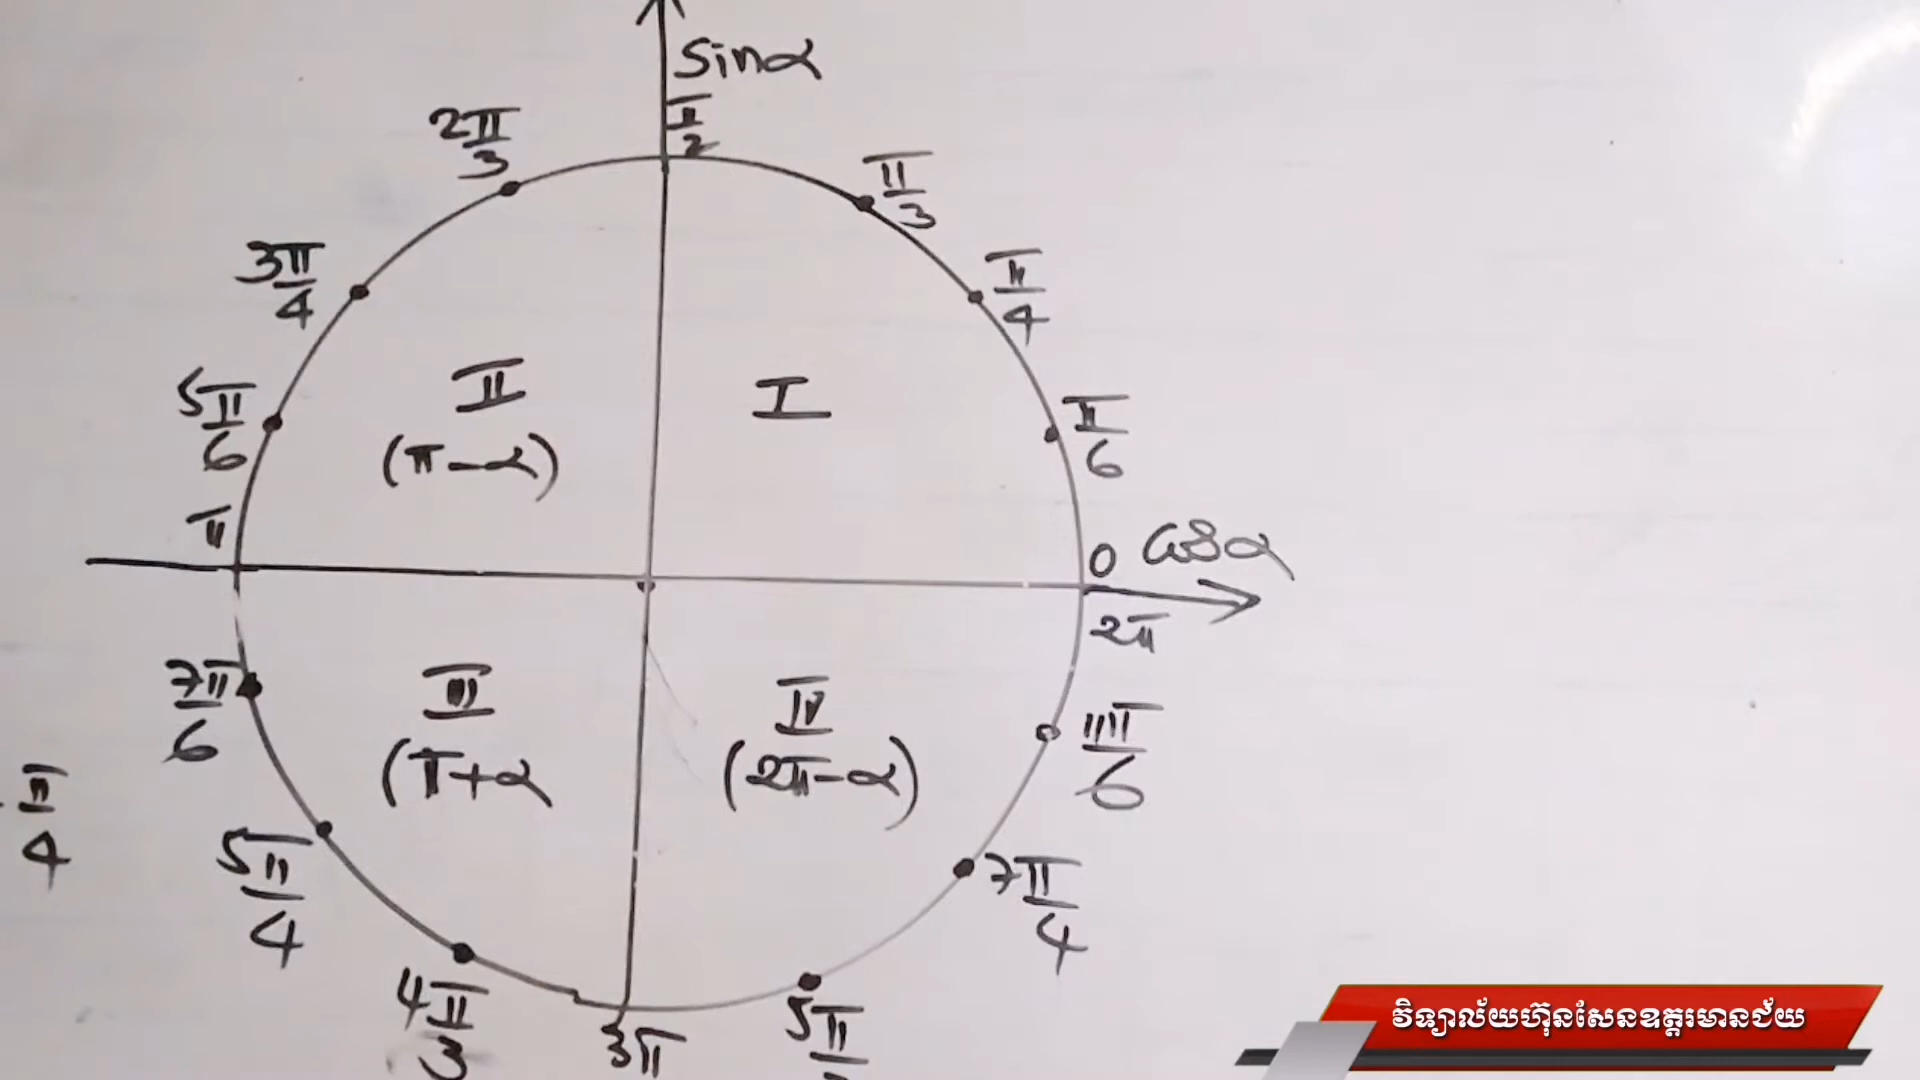 sinα
π/2
2π/3
π/3
3π/4
π/4
5π/6
II
(π-α)
I
π/6
π
0
cosα
2π
7π/6
III
(π+α
IV
(2π-α)
11π/6
π/4
5π/4
7π/4
4π/3
3π
5π
វិទ្យាល័យហ៊ុនសែនឧត្តរមានជ័យ